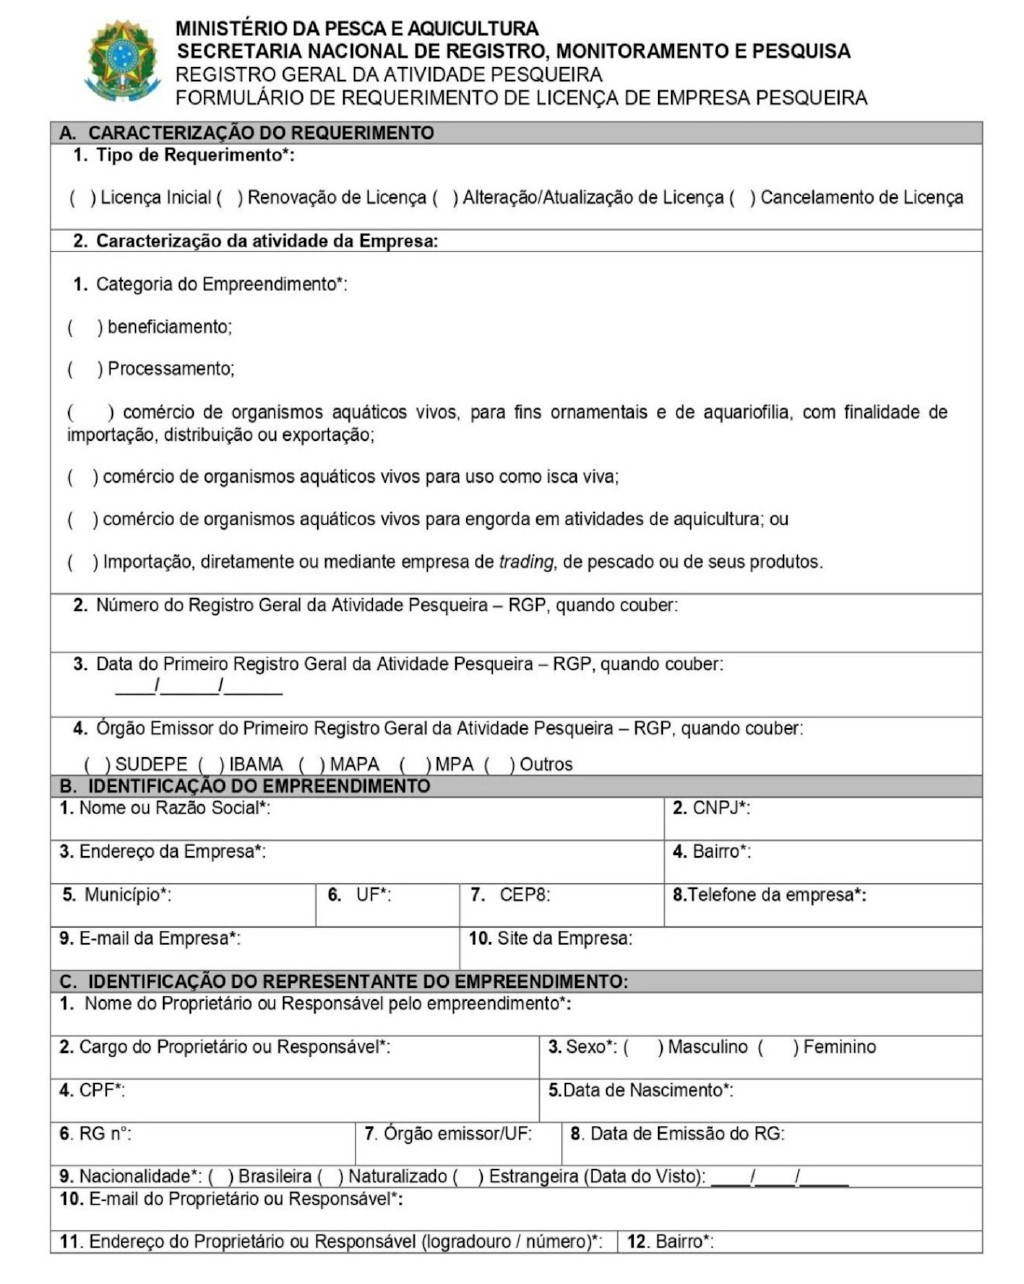 MINISTÉRIO DA PESCA E AQUICULTURA
SECRETARIA NACIONAL DE REGISTRO, MONITORAMENTO E PESQUISA
REGISTRO GERAL DA ATIVIDADE PESQUEIRA
FORMULÁRIO DE REQUERIMENTO DE LICENÇA DE EMPRESA PESQUEIRA
A. CARACTERIZAÇÃO DO REQUERIMENTO
1. Tipo de Requerimento*:
( ) Licença Inicial ( ) Renovação de Licença ( ) Alteração/Atualização de Licença ( ) Cancelamento de Licença
2. Caracterização da atividade da Empresa:
1. Categoria do Empreendimento*:
( ) beneficiamento;
( ) Processamento;
( ) comércio de organismos aquáticos vivos, para fins ornamentais e de aquariofilia, com finalidade de
importação, distribuição ou exportação;
( ) comércio de organismos aquáticos vivos para uso como isca viva;
( ) comércio de organismos aquáticos vivos para engorda em atividades de aquicultura; ou
( ) Importação, diretamente ou mediante empresa de trading, de pescado ou de seus produtos.
2. Número do Registro Geral da Atividade Pesqueira – RGP, quando couber:
3. Data do Primeiro Registro Geral da Atividade Pesqueira – RGP, quando couber:
____/______/______
4. Órgão Emissor do Primeiro Registro Geral da Atividade Pesqueira – RGP, quando couber:
( ) SUDEPE ( ) IBAMA ( ) MAPA ( ) MPA ( ) Outros
B. IDENTIFICAÇÃO DO EMPREENDIMENTO
1. Nome ou Razão Social*: 2. CNPJ*:
3. Endereço da Empresa*: 4. Bairro*:
5. Município*: 6. UF*: 7. CEP8: 8.Telefone da empresa*:
9. E-mail da Empresa*: 10. Site da Empresa:
C. IDENTIFICAÇÃO DO REPRESENTANTE DO EMPREENDIMENTO:
1. Nome do Proprietário ou Responsável pelo empreendimento*:
2. Cargo do Proprietário ou Responsável*: 3. Sexo*: ( ) Masculino ( ) Feminino
4. CPF*: 5.Data de Nascimento*:
6. RG n°: 7. Órgão emissor/UF: 8. Data de Emissão do RG:
9. Nacionalidade*: ( ) Brasileira ( ) Naturalizado ( ) Estrangeira (Data do Visto): ____/____/_____
10. E-mail do Proprietário ou Responsável*:
11. Endereço do Proprietário ou Responsável (logradouro / número)*: 12. Bairro*: